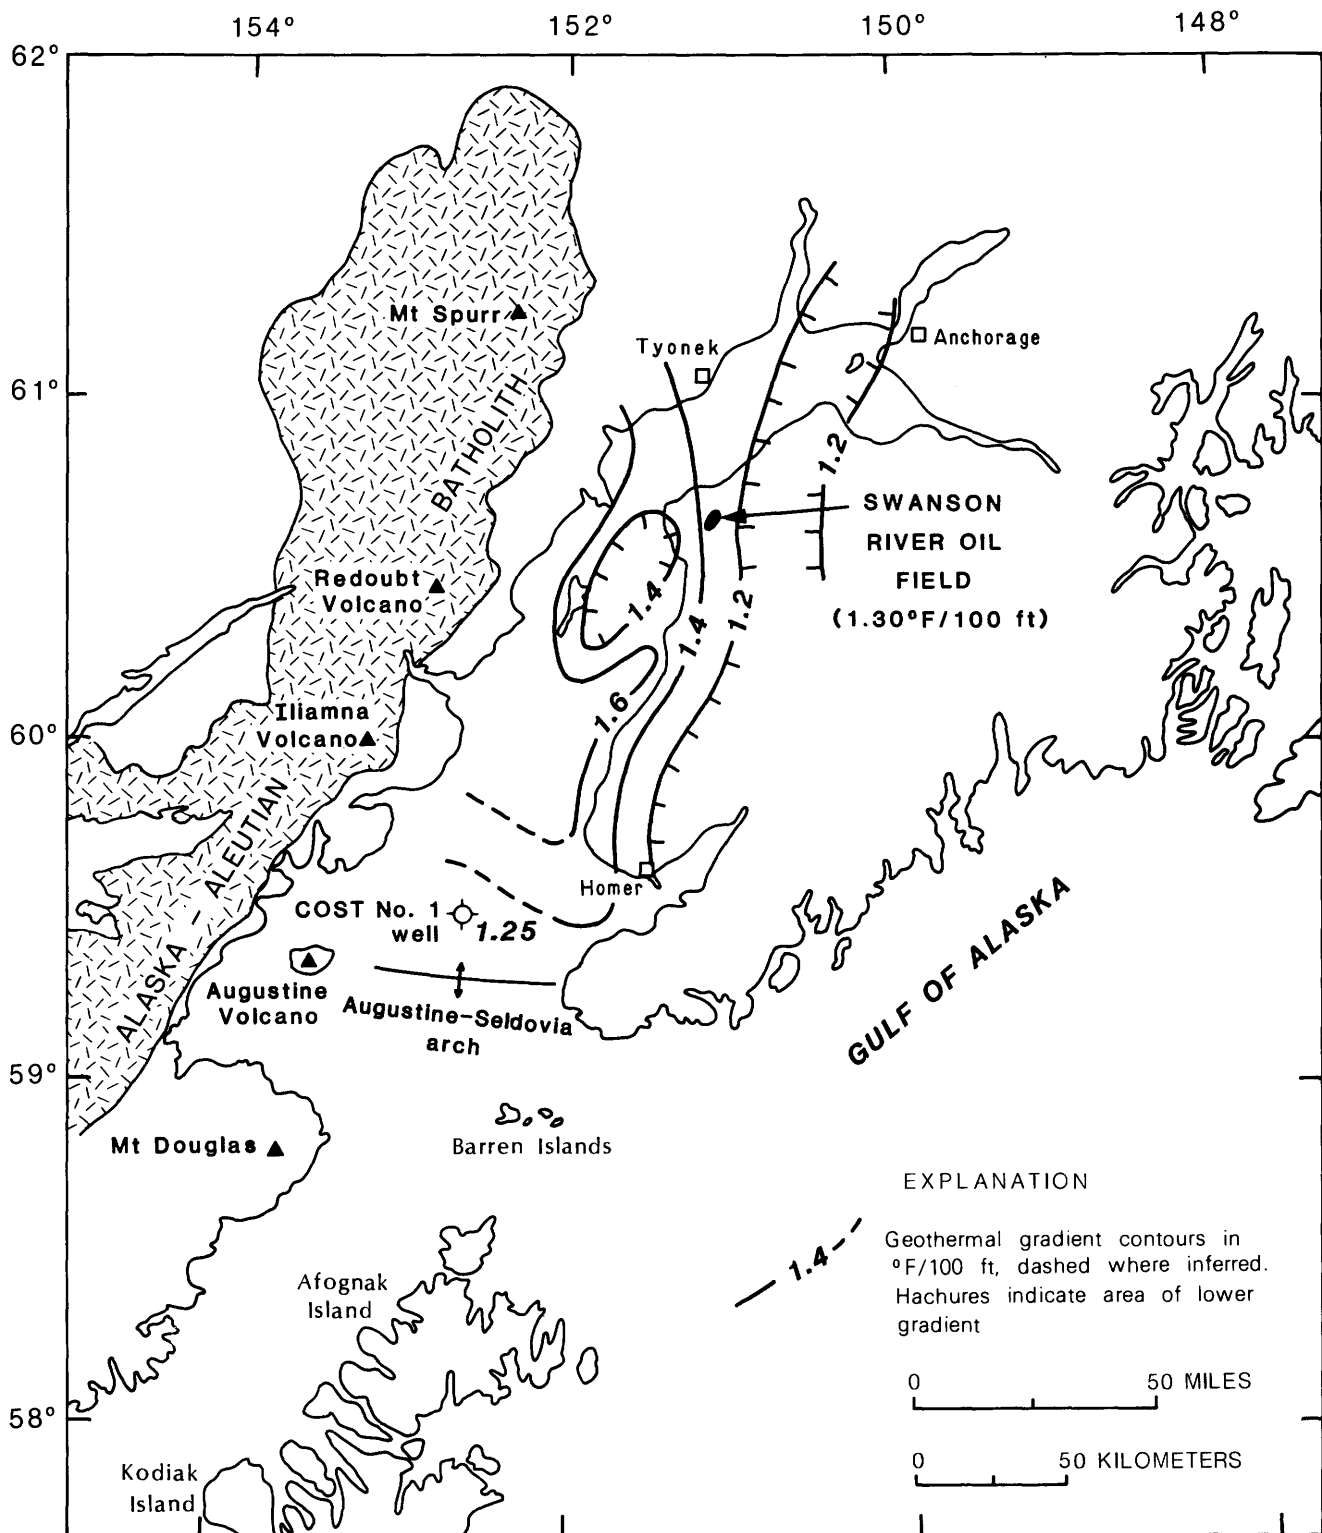 154° 152° 150° 148°
62°
Mt Spurr
Tyonek
Anchorage
61°
BATHOLITH
1.2
SWANSON
RIVER OIL
FIELD
(1.30°F/100 ft)
Redoubt
Volcano
1.4
1.4
1.2
1.6
Iliamna
Volcano
60°
ALEUTIAN
–
ALASKA
Homer
COST No. 1
well
1.25
Augustine
Volcano
Augustine–Seldovia
arch
GULF OF ALASKA
59°
Mt Douglas
Barren Islands
EXPLANATION
1.4
Geothermal gradient contours in
°F/100 ft, dashed where inferred.
Hachures indicate area of lower
gradient
Afognak
Island
0 50 MILES
58°
0 50 KILOMETERS
Kodiak
Island